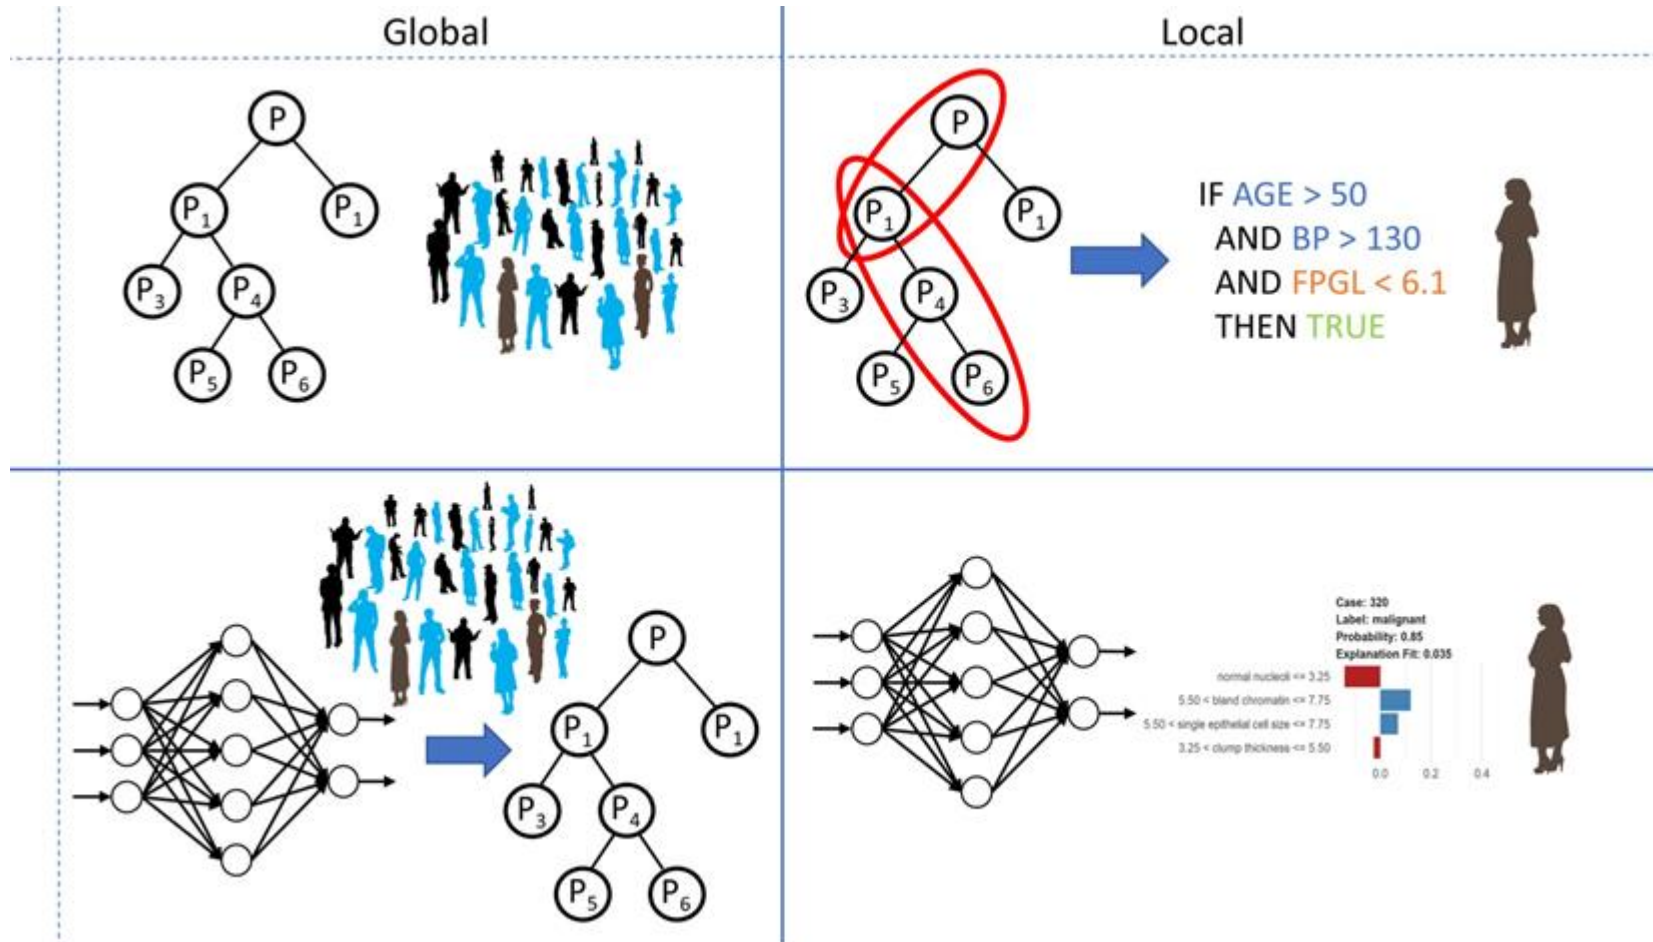 Global
Local
P
P1
P1
P3
P4
P5
P6
P
P1
P1
P3
P4
P5
P6
IF AGE > 50
AND BP > 130
AND FPGL < 6.1
THEN TRUE
P
P1
P1
P3
P4
P5
P6
Case: 320
Label: malignant
Probability: 0.85
Explanation Fit: 0.035
normal nucleoli <= 3.25
5.50 < bland chromatin <= 7.75
5.50 < single epithelial cell size <= 7.75
3.25 < clump thickness <= 5.50
0.0 0.2 0.4